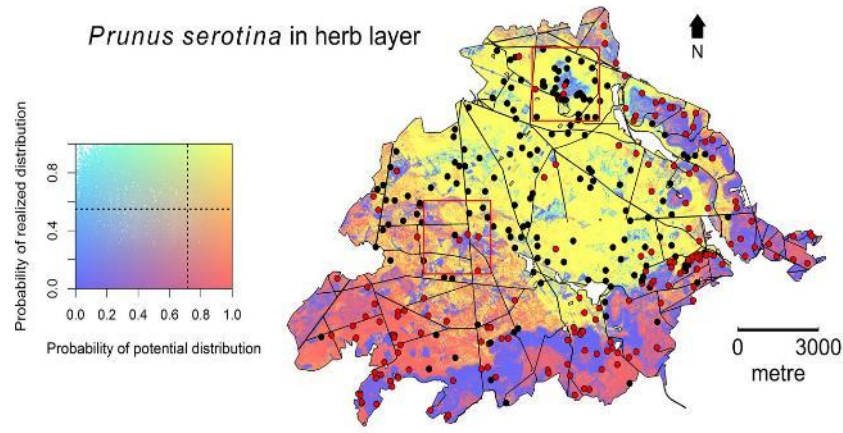 Prunus serotina in herb layer
N
Probability of realized distribution
0.8
0.4
0.0
0.0 0.2 0.4 0.6 0.8 1.0
Probability of potential distribution
0 3000
metre